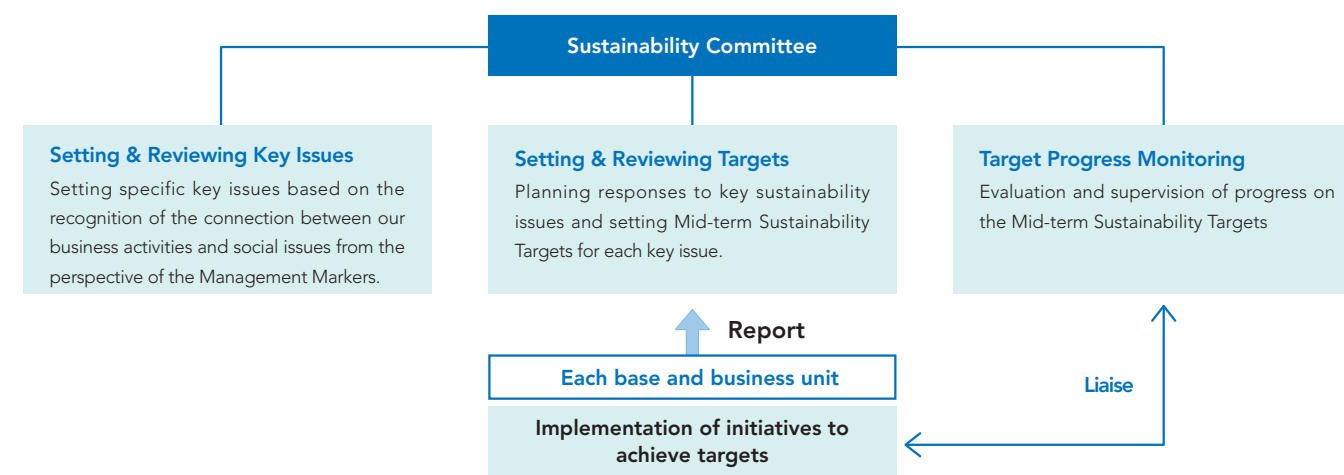 Sustainability Committee
Setting & Reviewing Key Issues
Setting specific key issues based on the
recognition of the connection between our
business activities and social issues from the
perspective of the Management Markers.
Setting & Reviewing Targets
Planning responses to key sustainability
issues and setting Mid-term Sustainability
Targets for each key issue.
Target Progress Monitoring
Evaluation and supervision of progress on
the Mid-term Sustainability Targets
Report
Each base and business unit
Liaise
Implementation of initiatives to
achieve targets